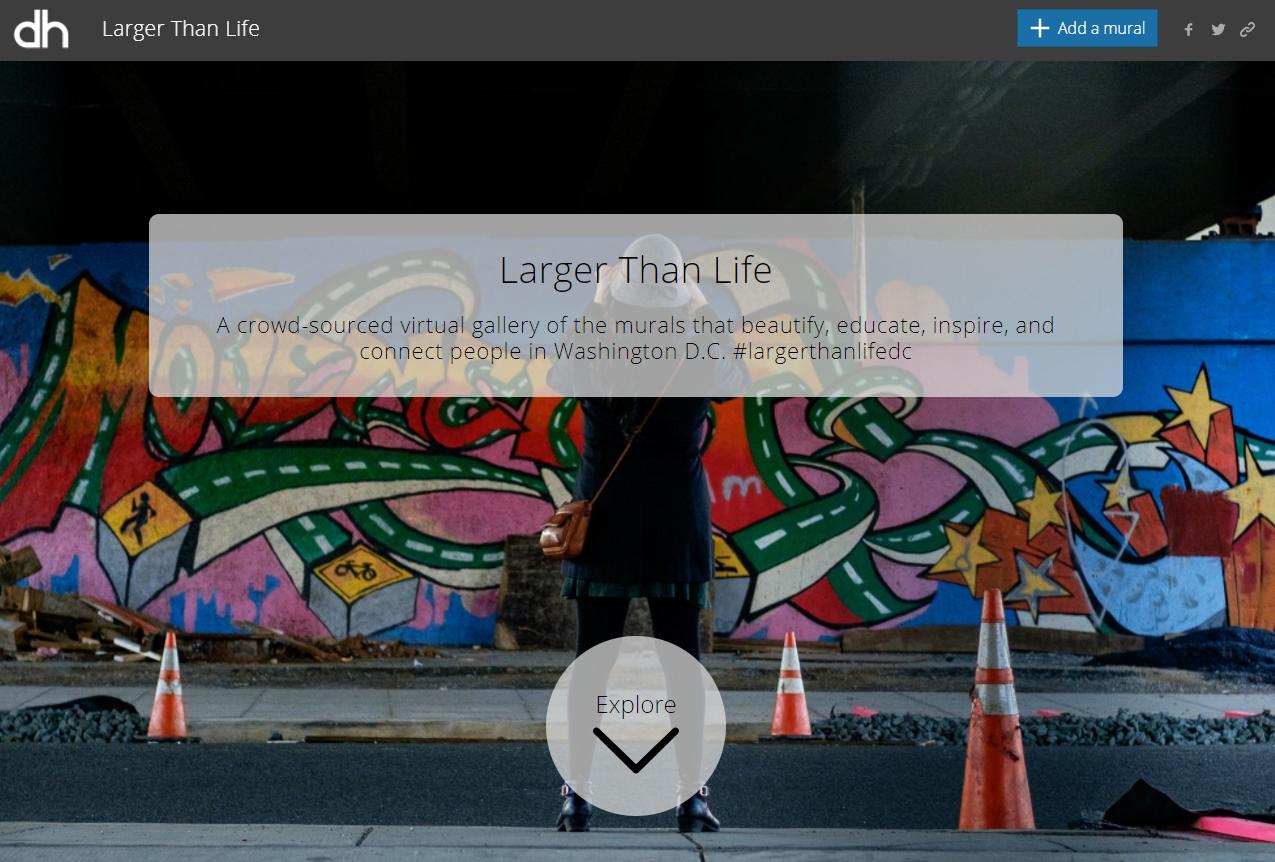 dh
Larger Than Life
Add a mural
Larger Than Life
A crowd-sourced virtual gallery of the murals that beautify, educate, inspire, and
connect people in Washington D.C. #largerthanlifedc
Explore